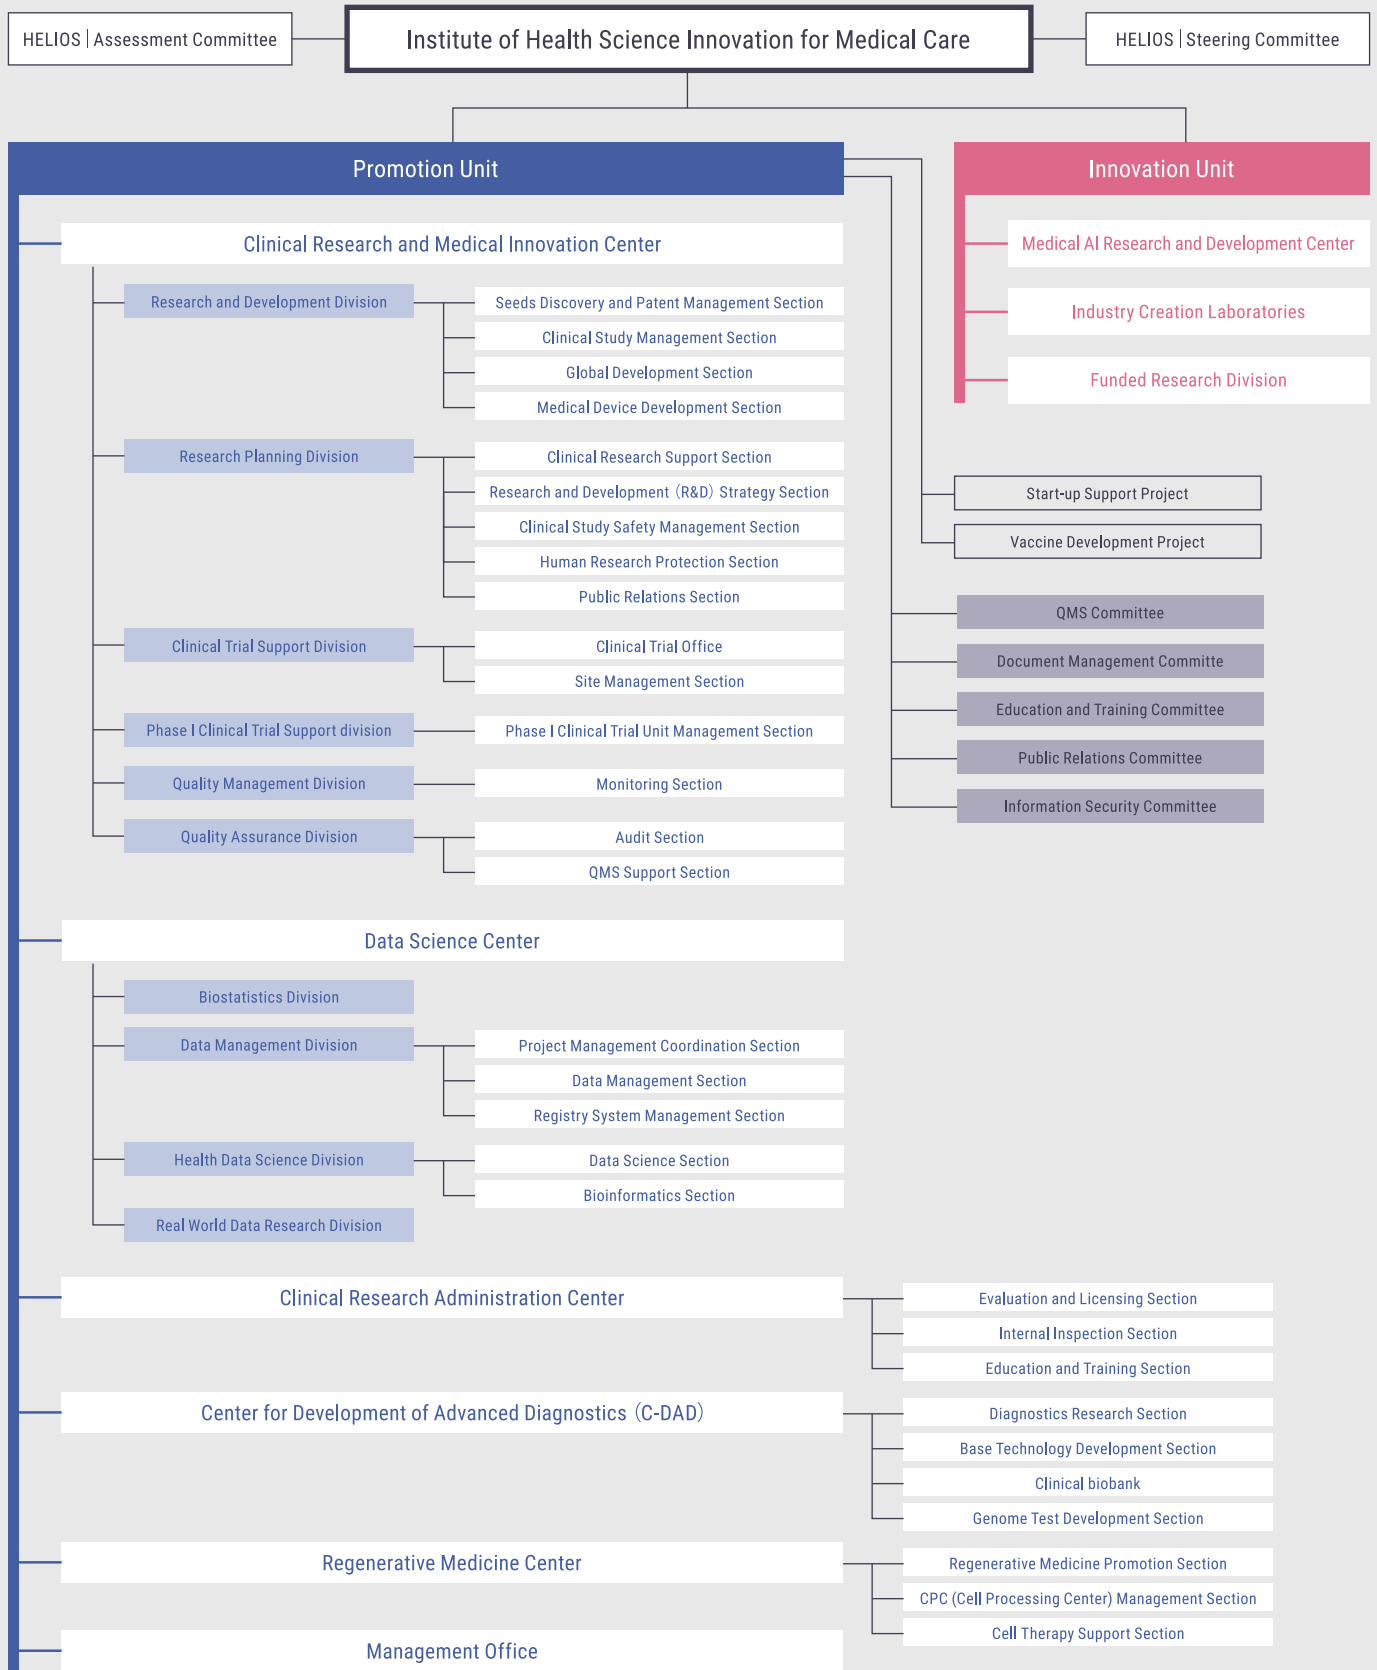 HELIOS | Assessment Committee
Institute of Health Science Innovation for Medical Care
HELIOS | Steering Committee
Promotion Unit
Innovation Unit
Clinical Research and Medical Innovation Center
Research and Development Division
Seeds Discovery and Patent Management Section
Clinical Study Management Section
Global Development Section
Medical Device Development Section
Research Planning Division
Clinical Research Support Section
Research and Development (R&D) Strategy Section
Clinical Study Safety Management Section
Human Research Protection Section
Public Relations Section
Clinical Trial Support Division
Clinical Trial Office
Site Management Section
Phase I Clinical Trial Support division
Phase I Clinical Trial Unit Management Section
Quality Management Division
Monitoring Section
Quality Assurance Division
Audit Section
QMS Support Section
Medical AI Research and Development Center
Industry Creation Laboratories
Funded Research Division
Start-up Support Project
Vaccine Development Project
QMS Committee
Document Management Committe
Education and Training Committee
Public Relations Committee
Information Security Committee
Data Science Center
Biostatistics Division
Data Management Division
Project Management Coordination Section
Data Management Section
Registry System Management Section
Health Data Science Division
Data Science Section
Bioinformatics Section
Real World Data Research Division
Clinical Research Administration Center
Evaluation and Licensing Section
Internal Inspection Section
Education and Training Section
Center for Development of Advanced Diagnostics (C-DAD)
Diagnostics Research Section
Base Technology Development Section
Clinical biobank
Genome Test Development Section
Regenerative Medicine Center
Regenerative Medicine Promotion Section
CPC (Cell Processing Center) Management Section
Cell Therapy Support Section
Management Office